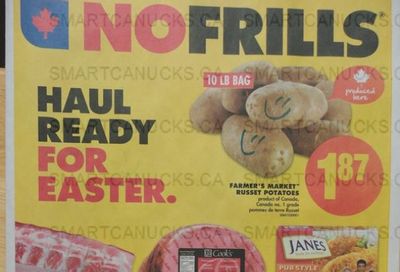 NOFRILLS
10 LB BAG
produced
here
HAUL
READY
FOR
EASTER.
1 87
FARMER'S MARKET™
RUSSET POTATOES
product of Canada,
Canada no. 1 grade
pommes de terre Russet
Cook's
JANES
PUB STYLE
SMARTCANUCKS.CA